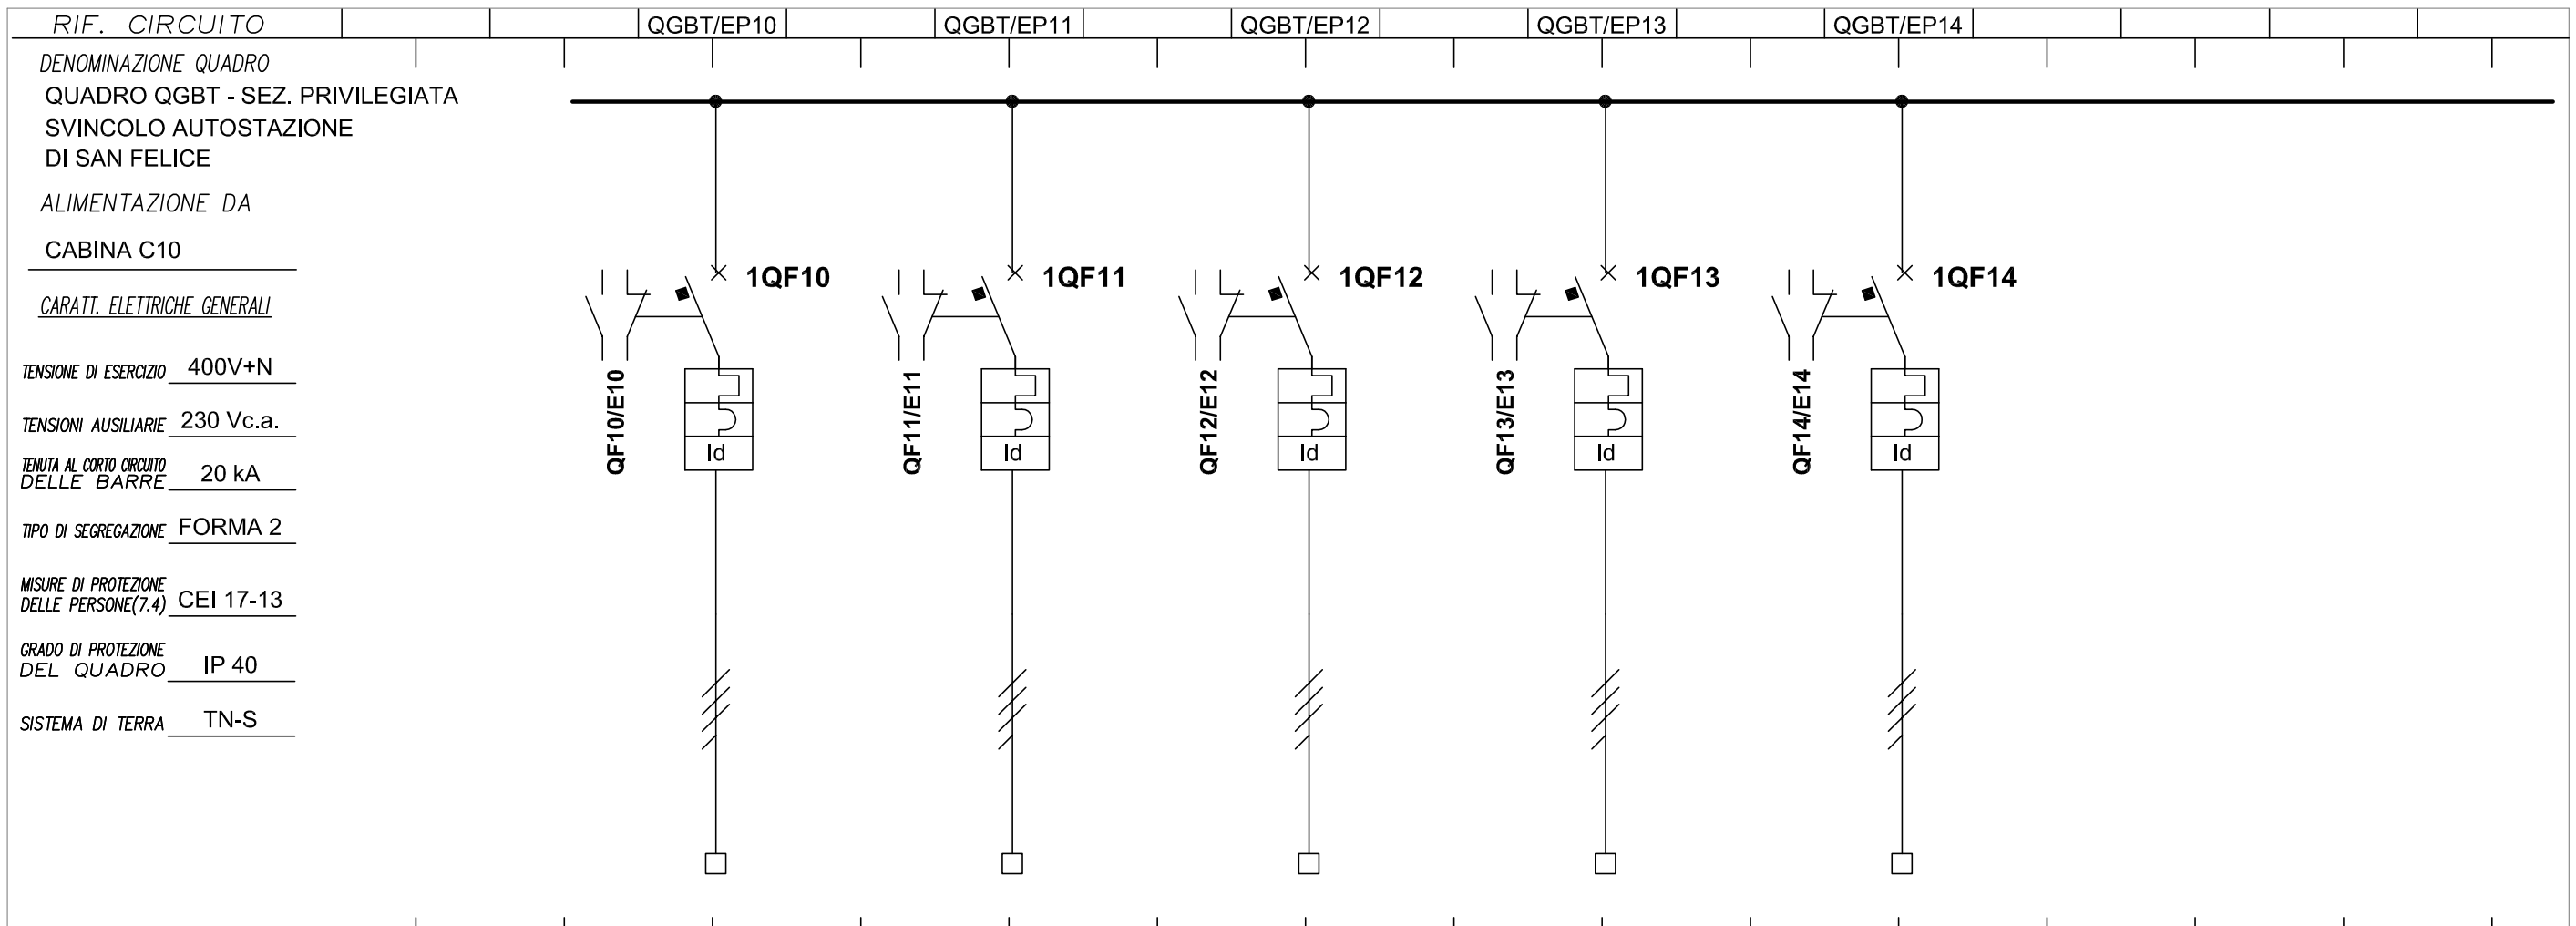 RIF. CIRCUITO QGBT/EP10 QGBT/EP11 QGBT/EP12 QGBT/EP13 QGBT/EP14
DENOMINAZIONE QUADRO
QUADRO QGBT - SEZ. PRIVILEGIATA
SVINCOLO AUTOSTAZIONE
DI SAN FELICE
ALIMENTAZIONE DA
CABINA C10
CARATT. ELETTRICHE GENERALI
TENSIONE DI ESERCIZIO 400V+N
TENSIONI AUSILIARIE 230 Vc.a.
TENUTA AL CORTO CIRCUITO
DELLE BARRE 20 kA
TIPO DI SEGREGAZIONE FORMA 2
MISURE DI PROTEZIONE
DELLE PERSONE(7.4) CEI 17-13
GRADO DI PROTEZIONE
DEL QUADRO IP 40
SISTEMA DI TERRA TN-S
1QF10
QF10/E10
Id
1QF11
QF11/E11
Id
1QF12
QF12/E12
Id
1QF13
QF13/E13
Id
1QF14
QF14/E14
Id